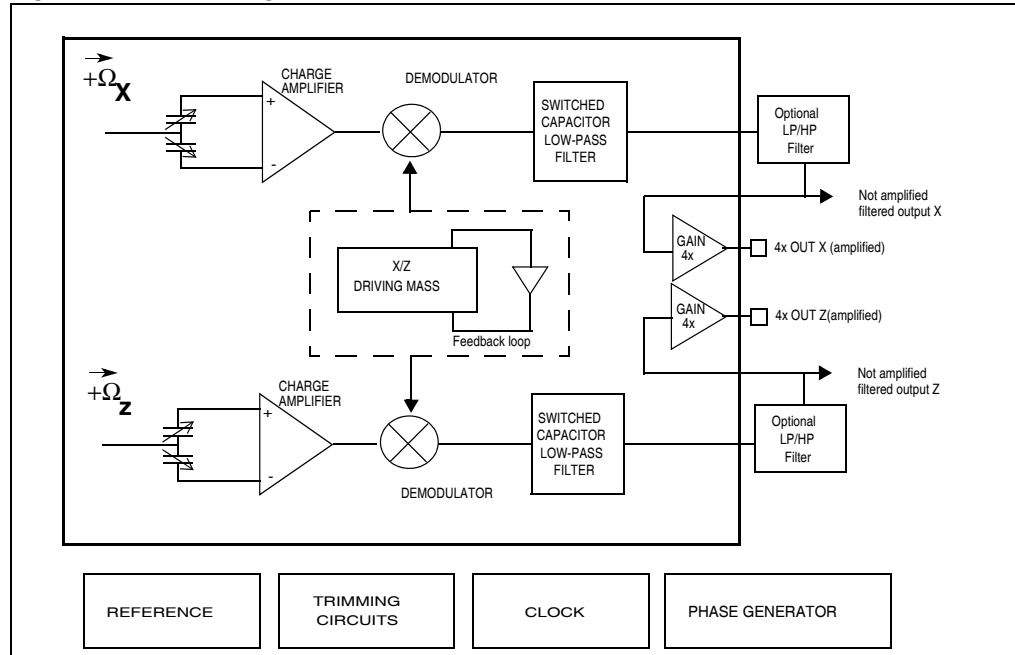 +Ω X
CHARGE
AMPLIFIER
+
-
DEMODULATOR
SWITCHED
CAPACITOR
LOW-PASS
FILTER
Optional
LP/HP
Filter
Not amplified
filtered output X
GAIN
4x
4x OUT X (amplified)
X/Z
DRIVING MASS
Feedback loop
GAIN
4x
4x OUT Z(amplified)
Not amplified
filtered output Z
+Ω z
CHARGE
AMPLIFIER
+
-
DEMODULATOR
SWITCHED
CAPACITOR
LOW-PASS
FILTER
Optional
LP/HP
Filter
REFERENCE
TRIMMING
CIRCUITS
CLOCK
PHASE GENERATOR